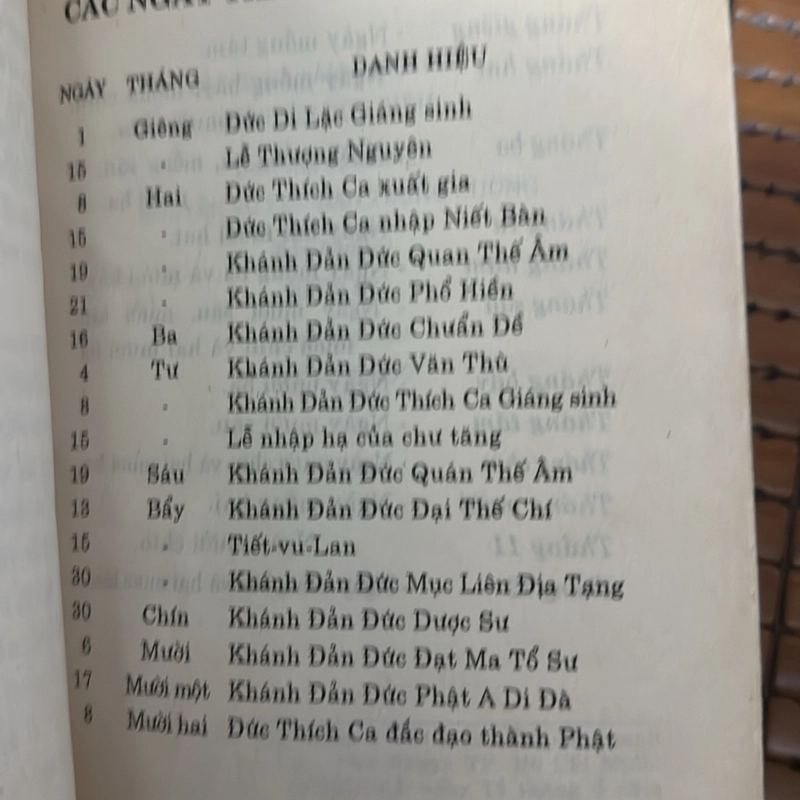 CÁC NGÀY
NGÀY THÁNG DANH HIỆU
1 Giêng Đức Di Lặc Giáng sinh
15 " Lễ Thượng Nguyên
8 Hai Đức Thích Ca xuất gia
15 " Đức Thích Ca nhập Niết Bàn
19 " Khánh Đản Đức Quan Thế Âm
21 " Khánh Đản Đức Phổ Hiền
16 Ba Khánh Đản Đức Chuẩn Đề
4 Tư Khánh Đản Đức Văn Thù
8 " Khánh Đản Đức Thích Ca Giáng sinh
15 " Lễ nhập hạ của chư tăng
19 Sáu Khánh Đản Đức Quán Thế Âm
13 Bẩy Khánh Đản Đức Đại Thế Chí
15 " Tiết-vu-Lan
30 " Khánh Đản Đức Mục Liên Địa Tạng
30 Chín Khánh Đản Đức Dược Sư
6 Mười Khánh Đản Đức Đạt Ma Tổ Sư
17 Mười một Khánh Đản Đức Phật A Di Đà
8 Mười hai Đức Thích Ca đắc đạo thành Phật